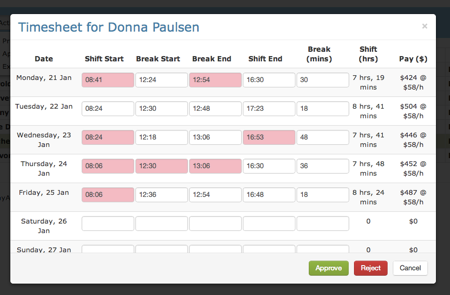 Timesheet for Donna Paulsen ×
Date Shift Start Break Start Break End Shift End Break (mins) Shift (hrs) Pay ($)
Monday, 21 Jan 08:41 12:24 12:54 16:30 30 7 hrs, 19 mins $424 @ $58/h
Tuesday, 22 Jan 08:24 12:30 12:48 17:23 18 8 hrs, 41 mins $504 @ $58/h
Wednesday, 23 Jan 08:24 12:18 13:06 16:53 48 7 hrs, 41 mins $446 @ $58/h
Thursday, 24 Jan 08:06 12:30 13:06 16:30 36 7 hrs, 48 mins $452 @ $58/h
Friday, 25 Jan 08:06 12:36 12:54 16:48 18 8 hrs, 24 mins $487 @ $58/h
Saturday, 26 Jan 0 $0
Sunday, 27 Jan 0 $0
Approve Reject Cancel